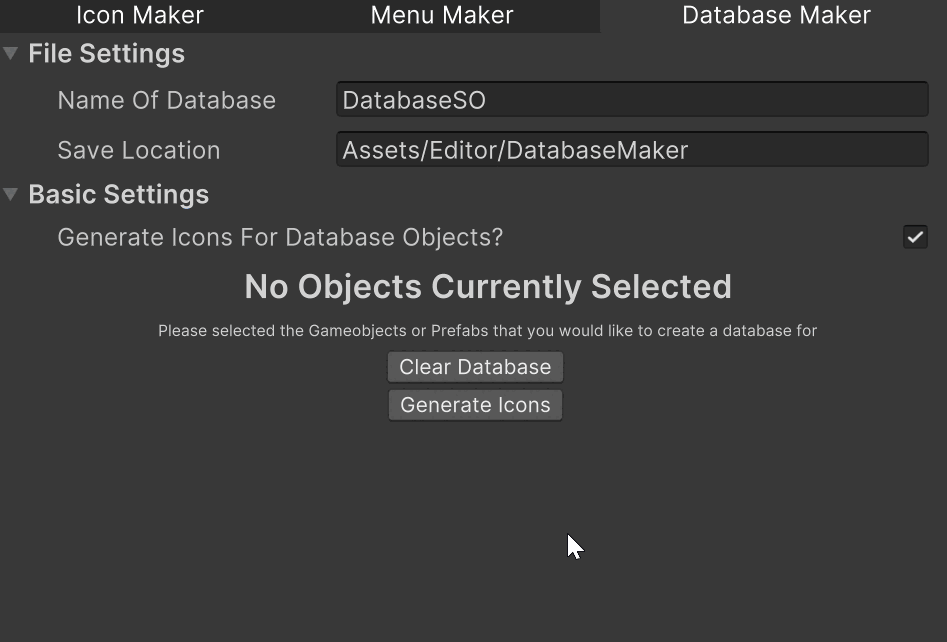 Icon Maker Menu Maker Database Maker
File Settings
Name Of Database DatabaseSO
Save Location Assets/Editor/DatabaseMaker
Basic Settings
Generate Icons For Database Objects?
No Objects Currently Selected
Please selected the Gameobjects or Prefabs that you would like to create a database for
Clear Database
Generate Icons